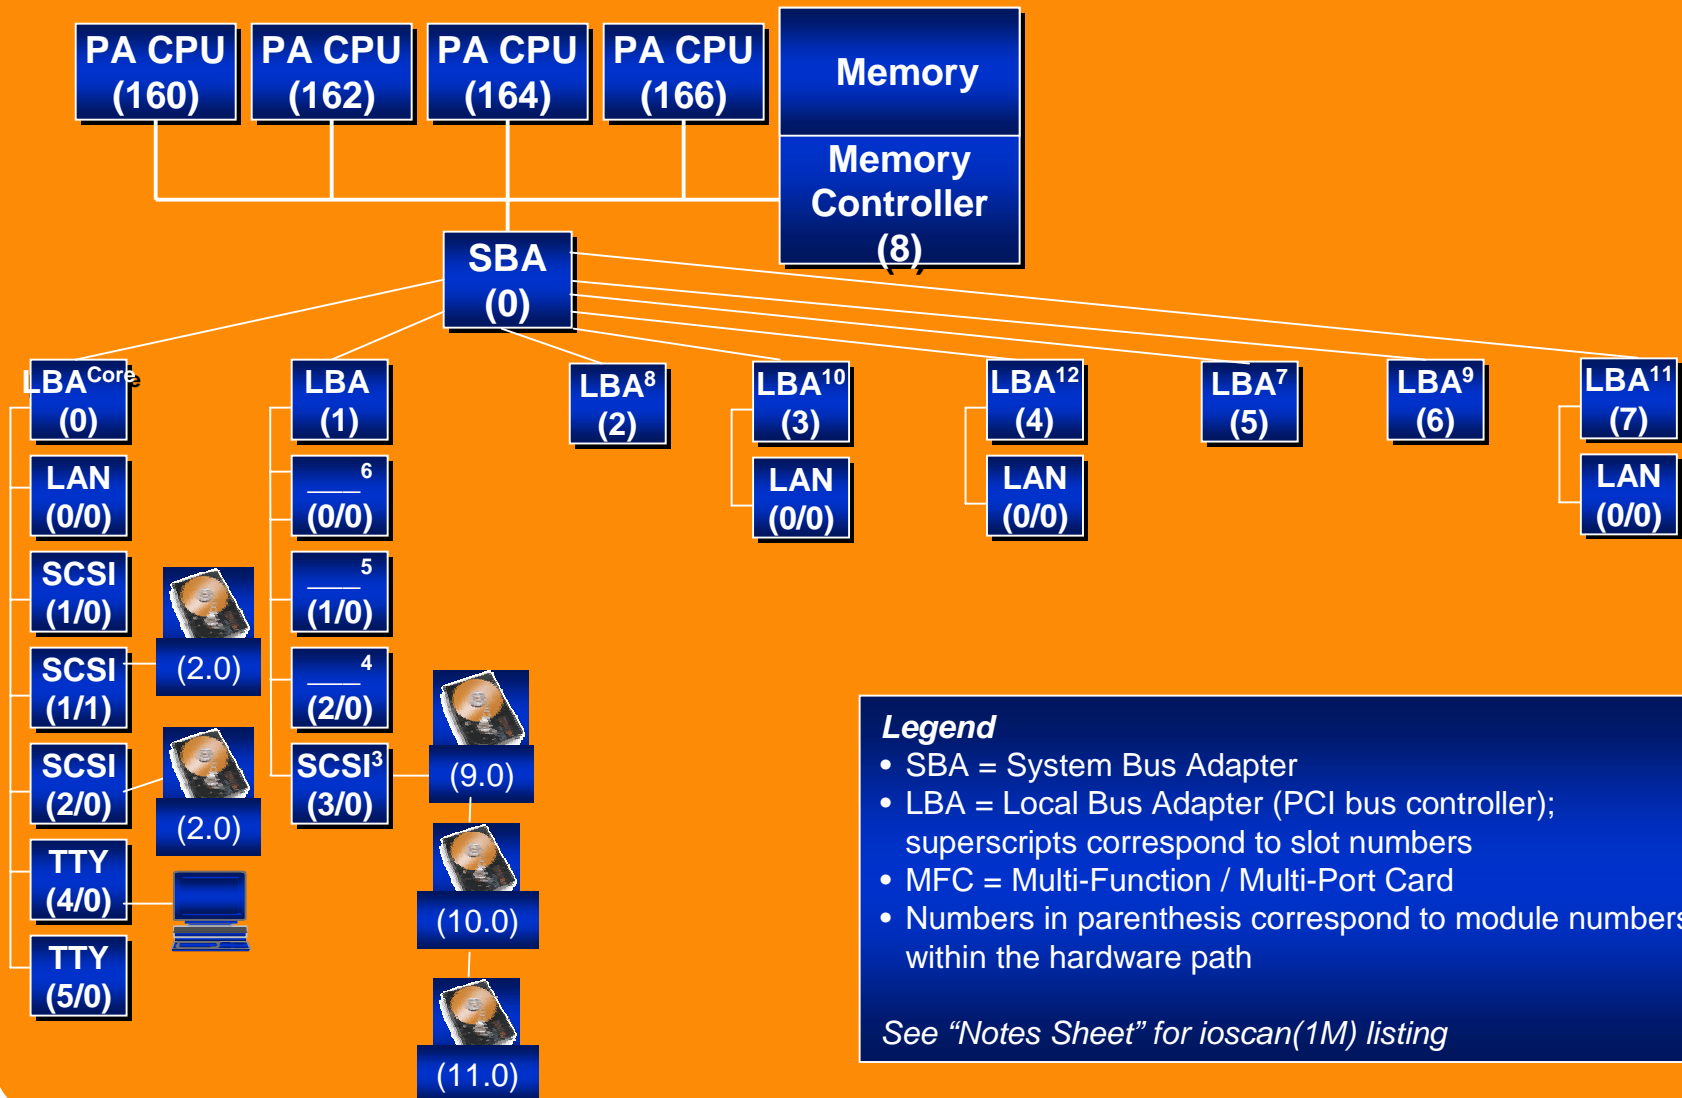 PA CPU
(160)
PA CPU
(162)
PA CPU
(164)
PA CPU
(166)
Memory
Memory
Controller
(8)
SBA
(0)
LBA^Core
(0)
LBA
(1)
LBA⁸
(2)
LBA¹⁰
(3)
LBA¹²
(4)
LBA⁷
(5)
LBA⁹
(6)
LBA¹¹
(7)
LAN
(0/0)
___⁶
(0/0)
LAN
(0/0)
LAN
(0/0)
LAN
(0/0)
SCSI
(1/0)
___⁵
(1/0)
SCSI
(1/1)
(2.0)
___⁴
(2/0)
SCSI
(2/0)
(2.0)
SCSI³
(3/0)
(9.0)
TTY
(4/0)
(10.0)
TTY
(5/0)
(11.0)
Legend
• SBA = System Bus Adapter
• LBA = Local Bus Adapter (PCI bus controller);
superscripts correspond to slot numbers
• MFC = Multi-Function / Multi-Port Card
• Numbers in parenthesis correspond to module numbers
within the hardware path
See “Notes Sheet” for ioscan(1M) listing